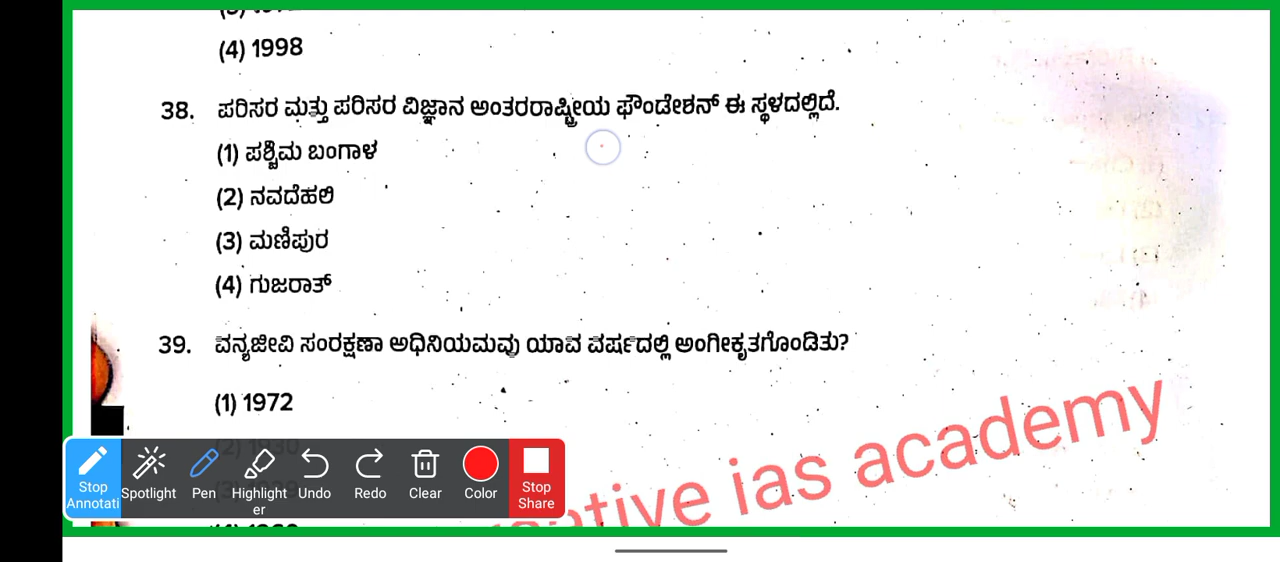 (4) 1998
38. ಪರಿಸರ ಮತ್ತು ಪರಿಸರ ವಿಜ್ಞಾನ ಅಂತರರಾಷ್ಟ್ರೀಯ ಫೌಂಡೇಶನ್ ಈ ಸ್ಥಳದಲ್ಲಿದೆ.
(1) ಪಶ್ಚಿಮ ಬಂಗಾಳ
(2) ನವದೆಹಲಿ
(3) ಮಣಿಪುರ
(4) ಗುಜರಾತ್
39. ವನ್ಯಜೀವಿ ಸಂರಕ್ಷಣಾ ಅಧಿನಿಯಮವು ಯಾವ ವರ್ಷದಲ್ಲಿ ಅಂಗೀಕೃತಗೊಂಡಿತು?
(1) 1972
ias academy
Stop Annotati
Spotlight
Pen
Highlighter
Undo
Redo
Clear
Color
Stop Share